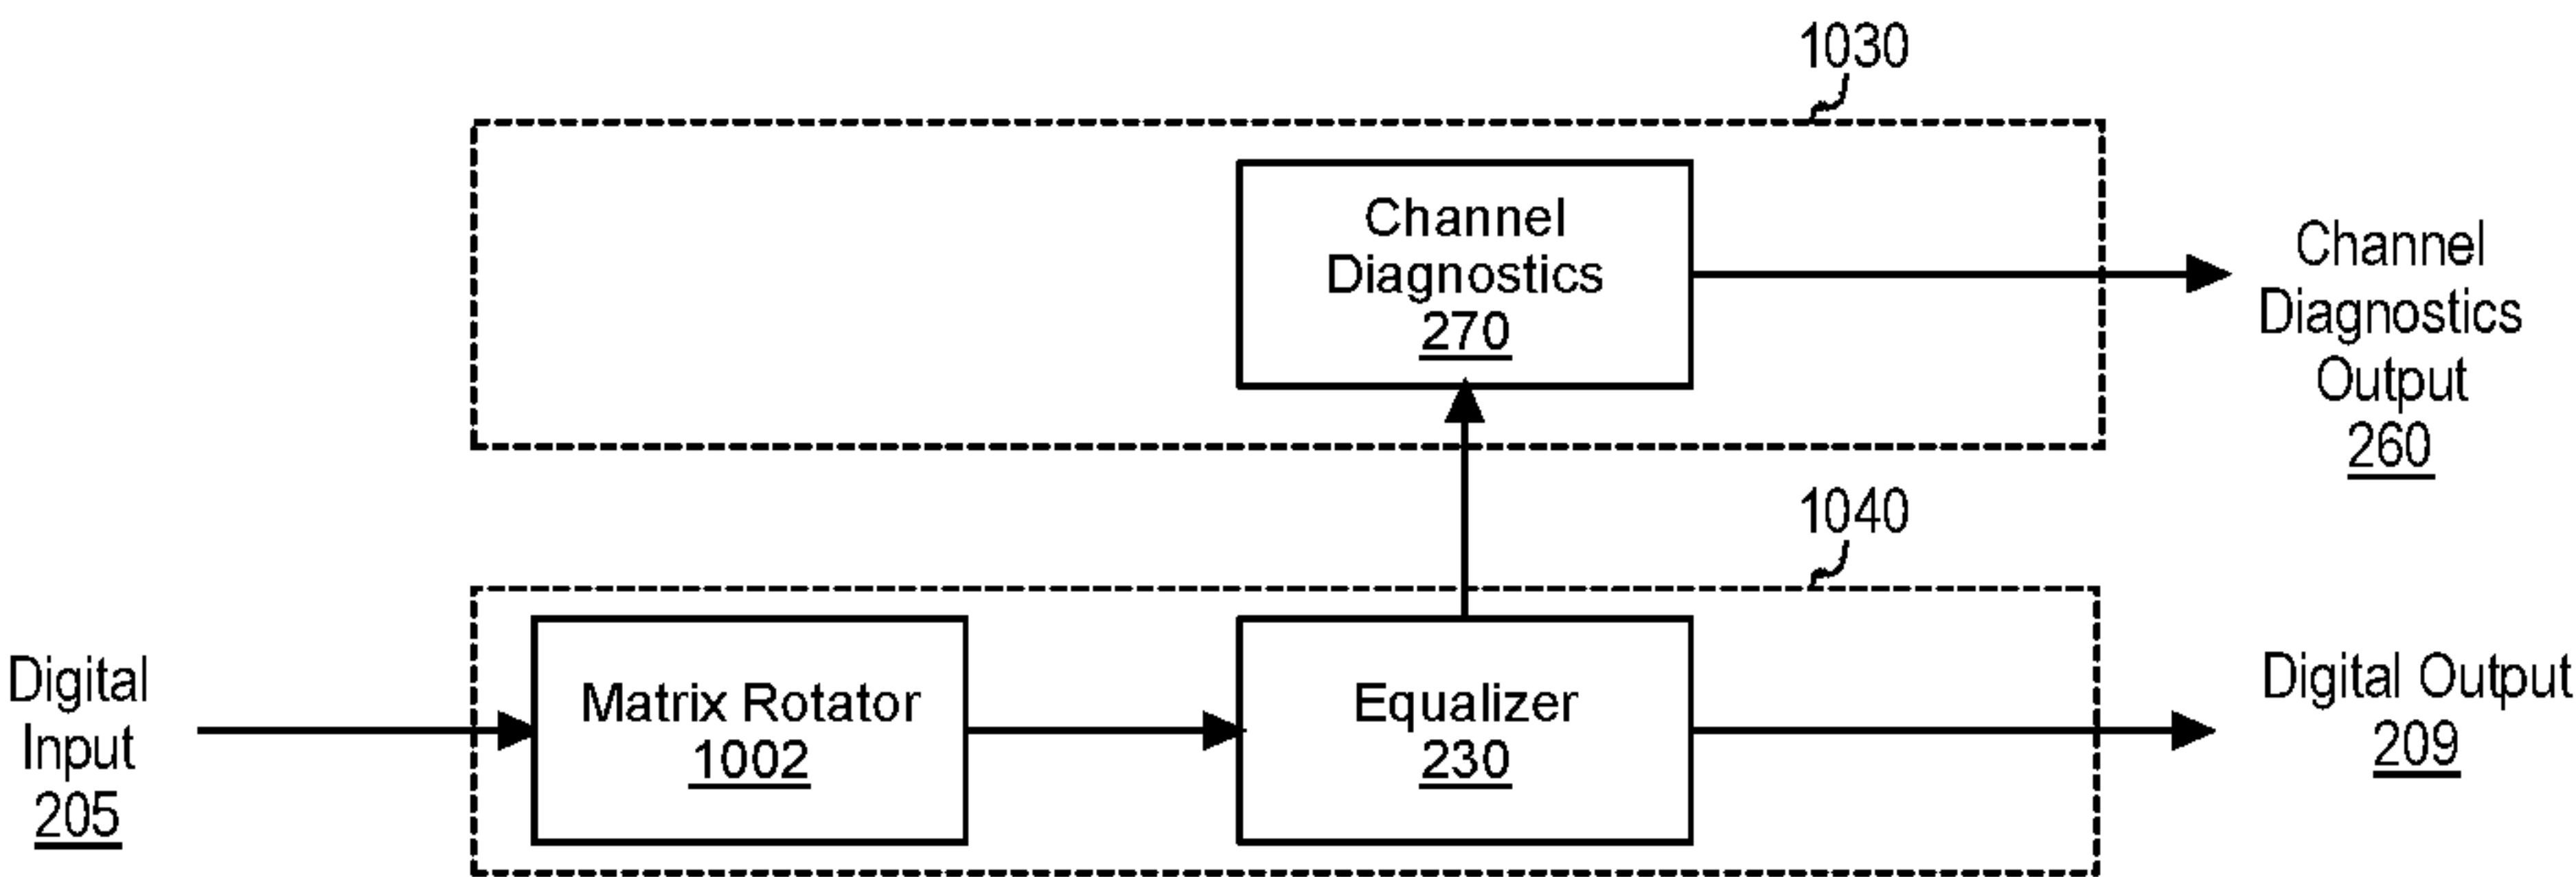 1030
Channel
Diagnostics
270
Channel
Diagnostics
Output
260
1040
Digital
Input
205
Matrix Rotator
1002
Equalizer
230
Digital Output
209